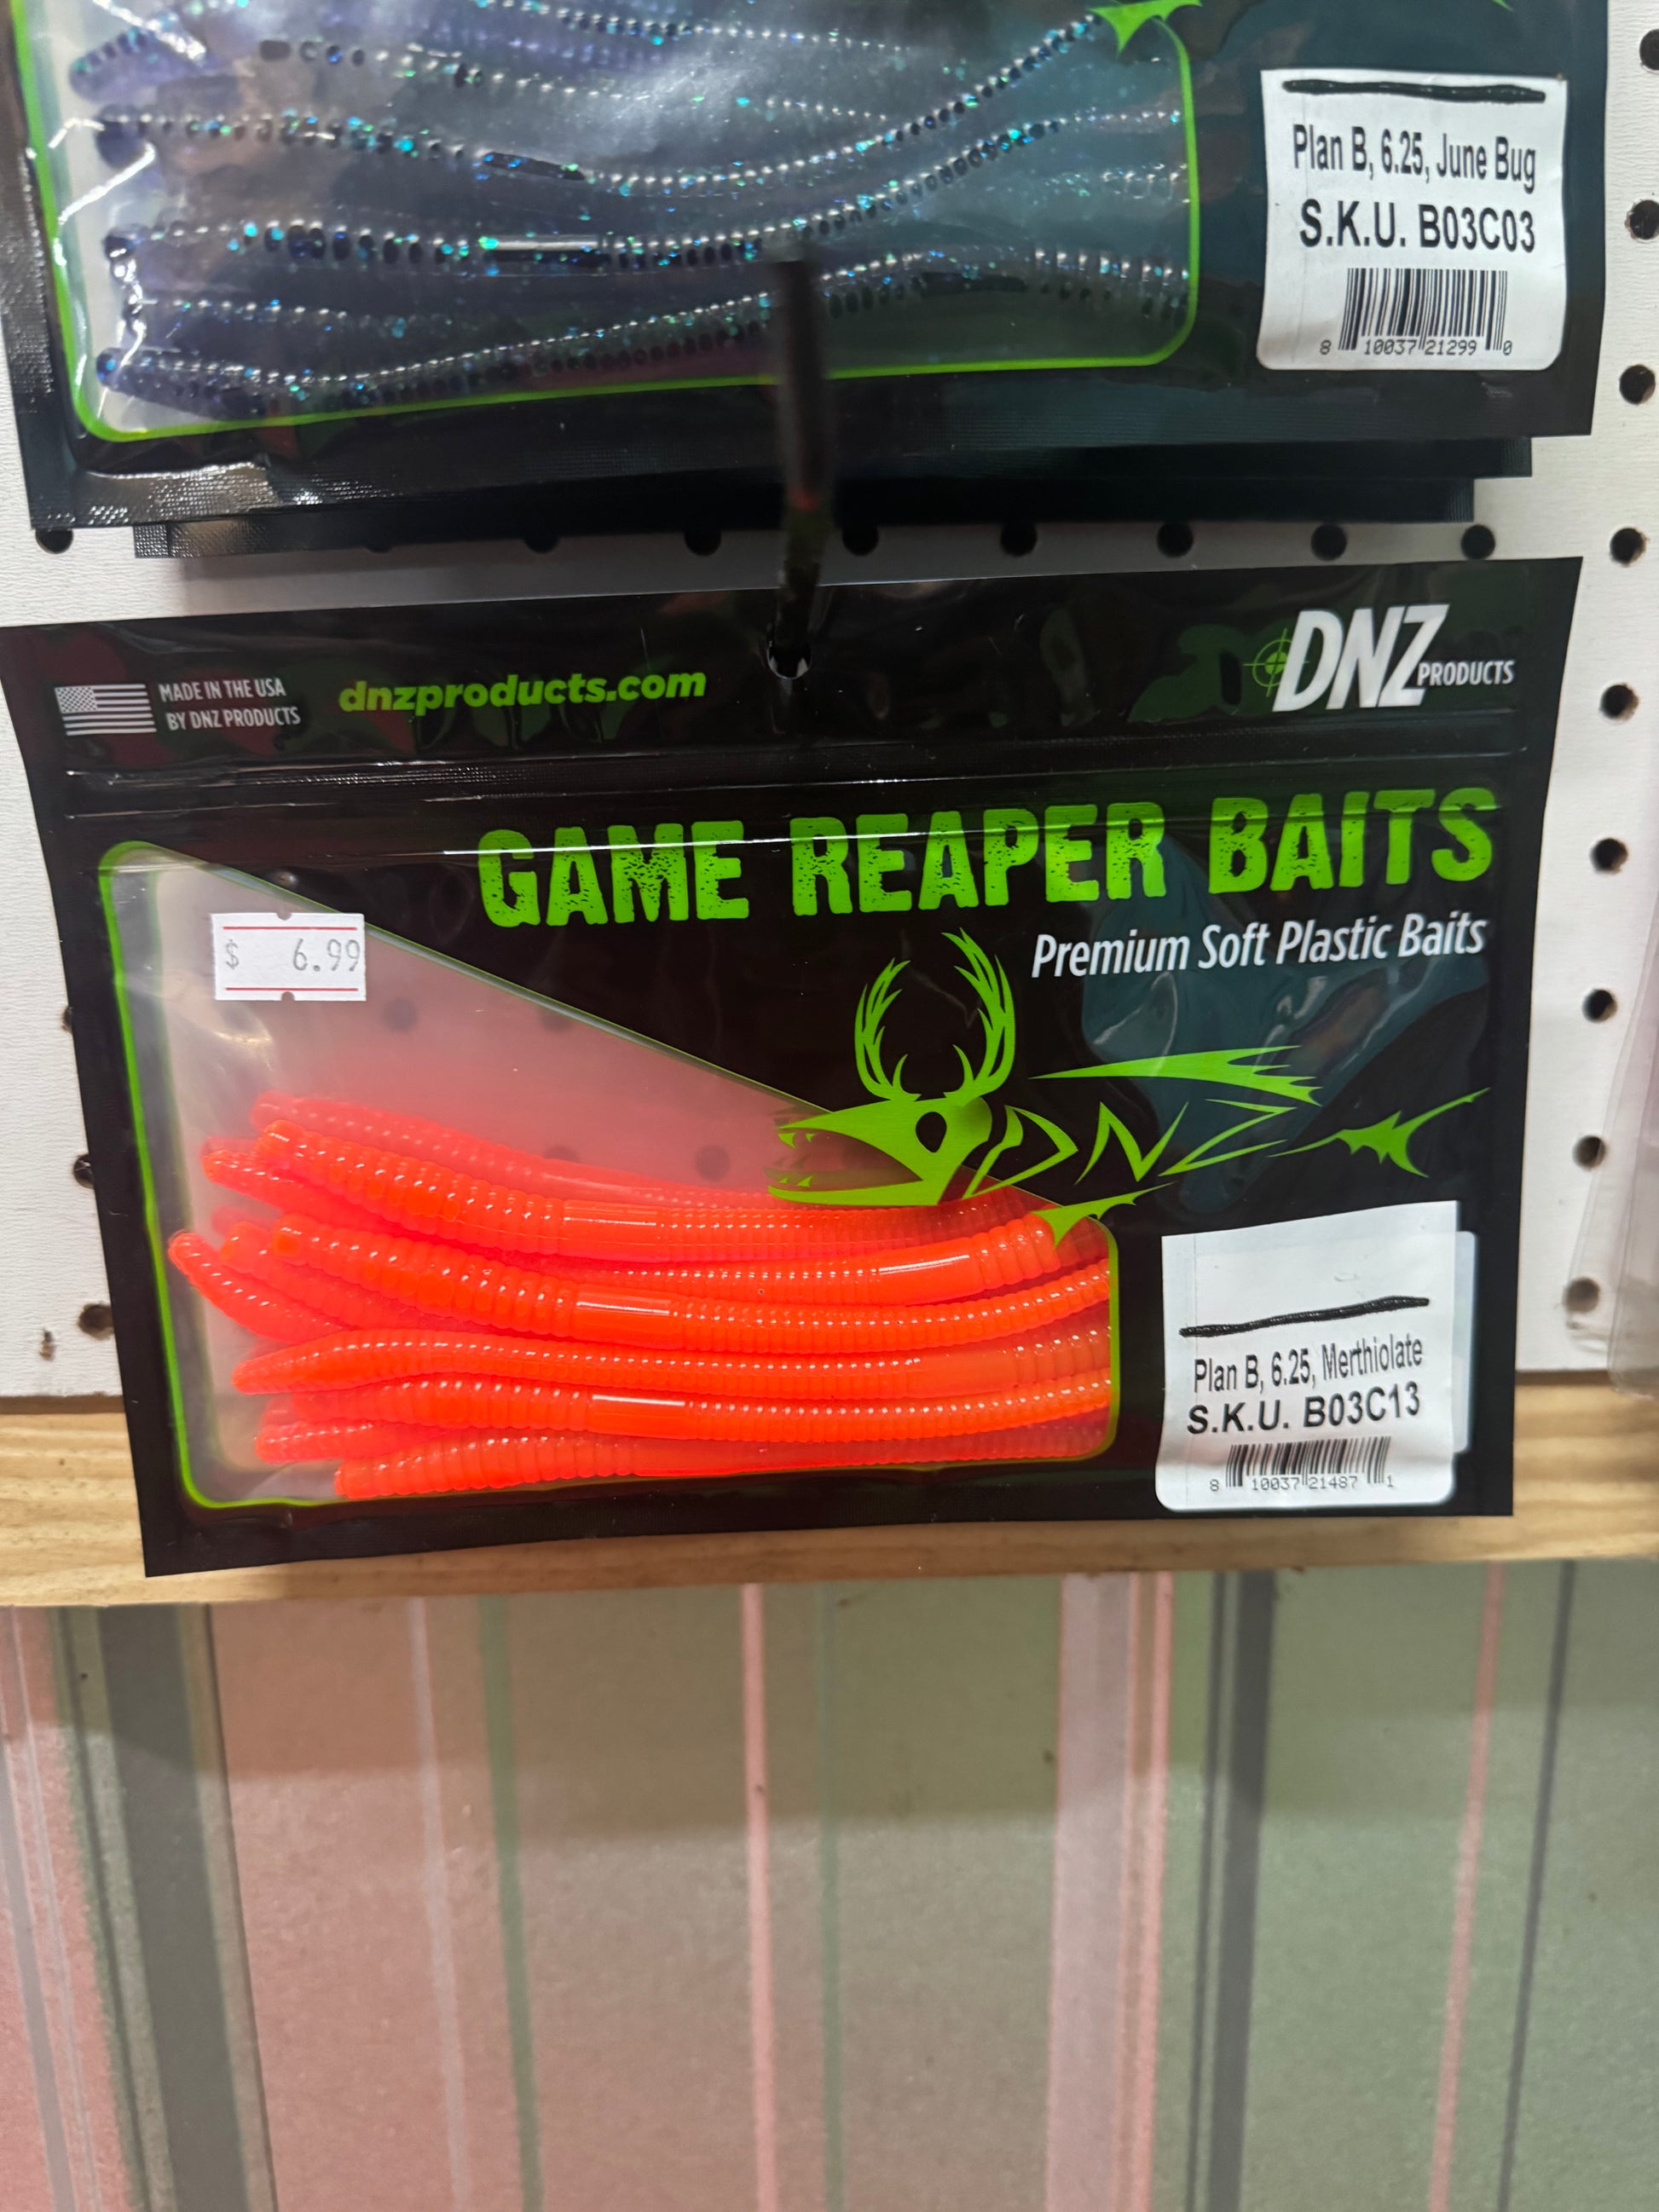 Plan B, 6.25, June Bug
S.K.U. B03C03
8 10037 21299 0
MADE IN THE USA
BY DNZ PRODUCTS
dnzproducts.com
DNZ PRODUCTS
GAME REAPER BAITS
Premium Soft Plastic Baits
$ 6.99
DNZ
Plan B, 6.25, Merthiolate
S.K.U. B03C13
8 10037 21487 1